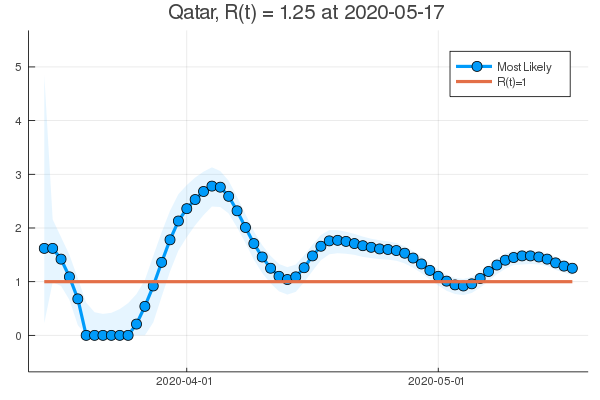 Qatar, R(t) = 1.25 at 2020-05-17
Most Likely
R(t)=1
5
4
3
2
1
0
2020-04-01
2020-05-01